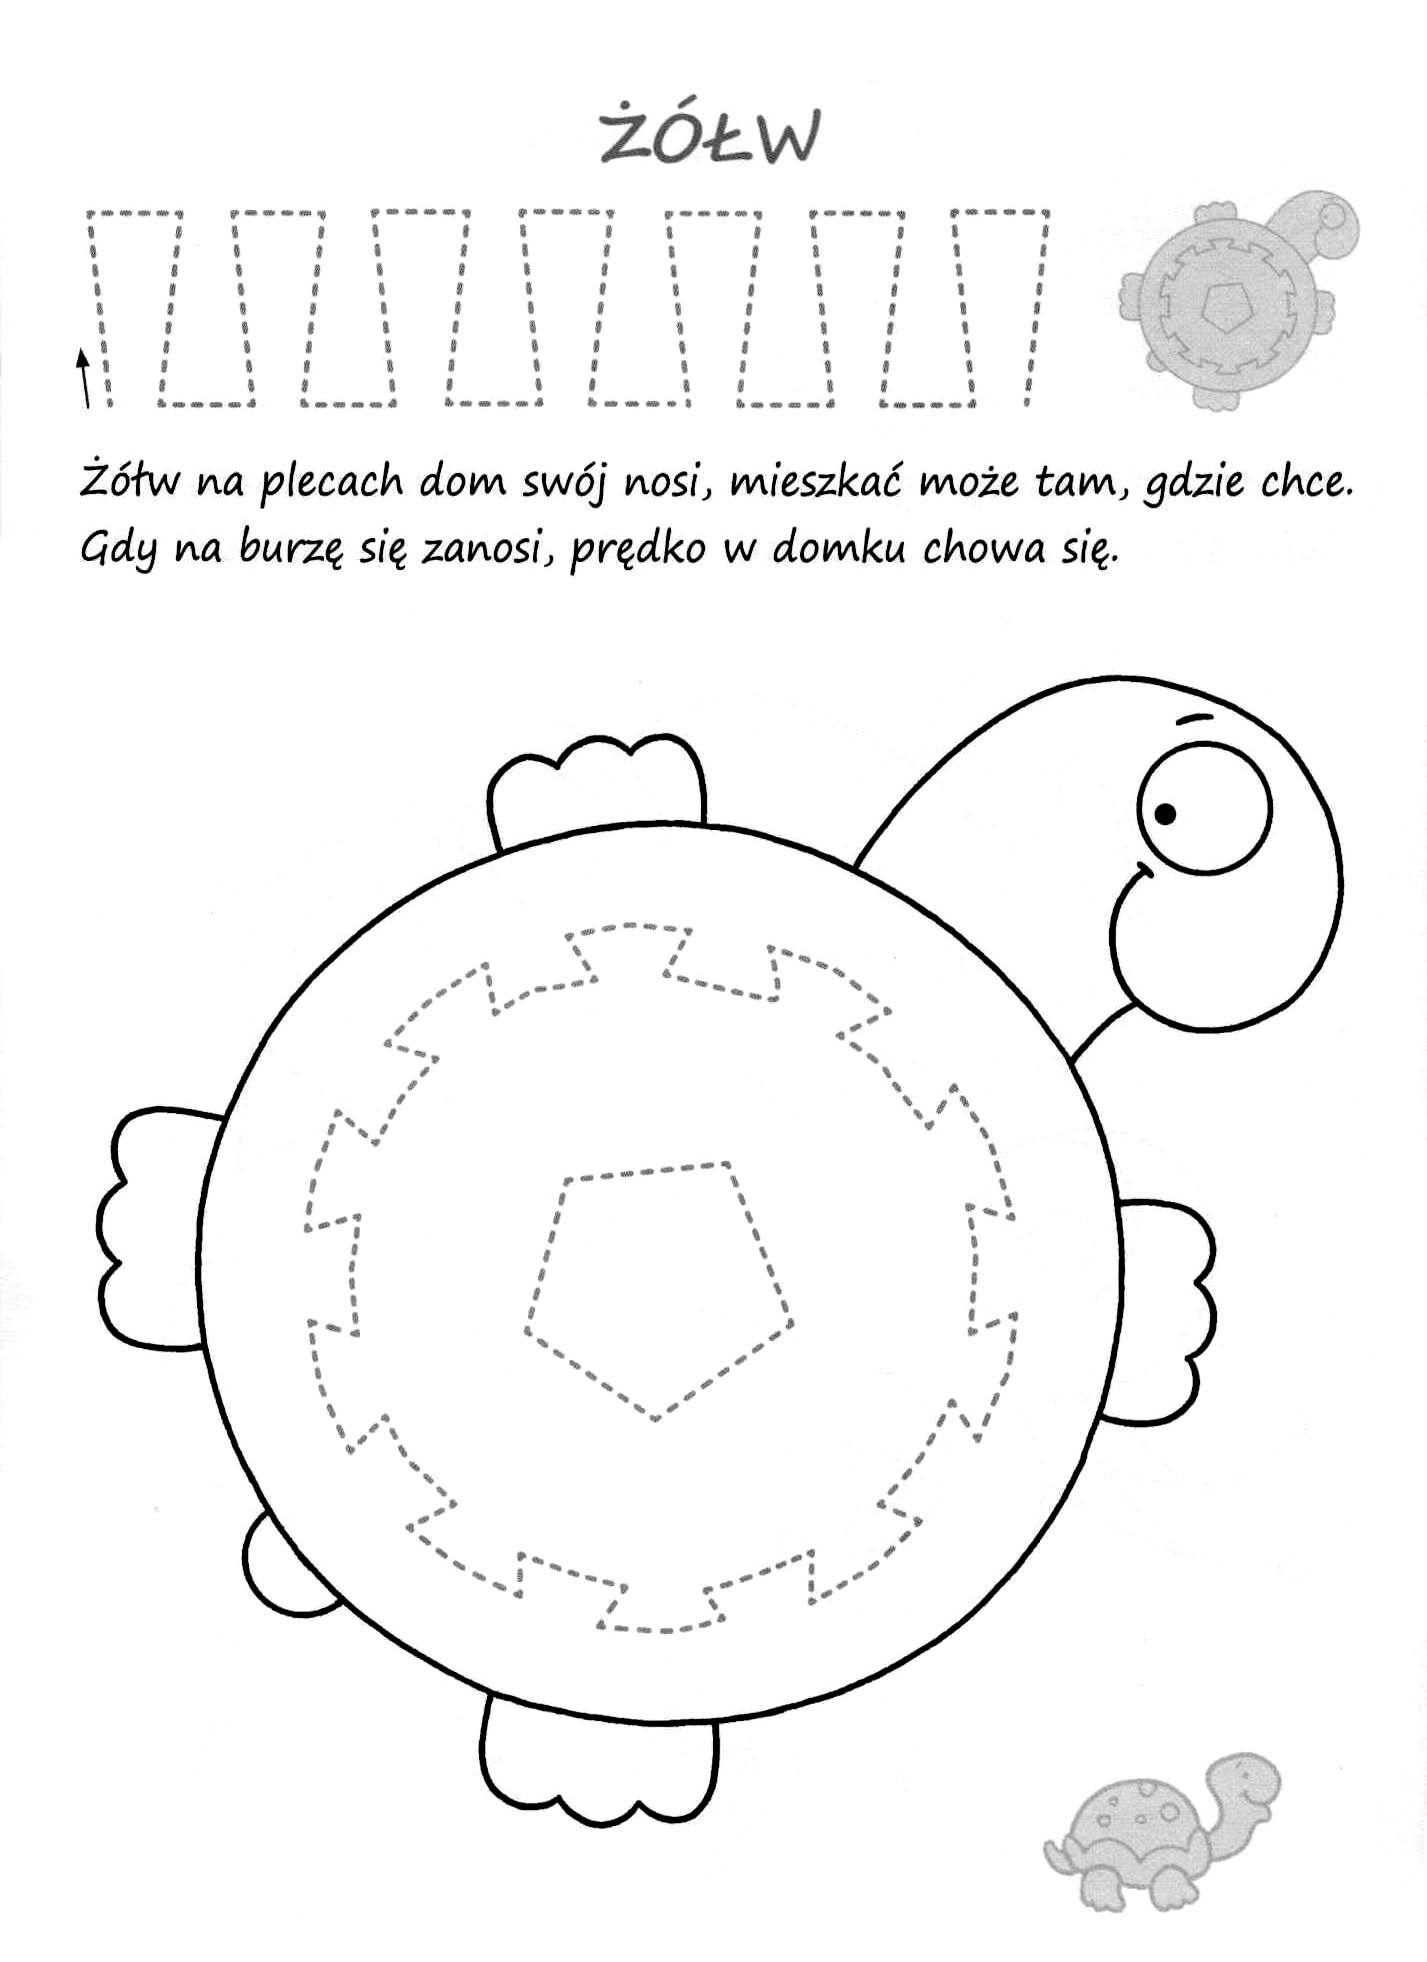 ŻÓŁW
Żółw na plecach dom swój nosi, mieszkać może tam, gdzie chce.
Gdy na burzę się zanosi, prędko w domku chowa się.